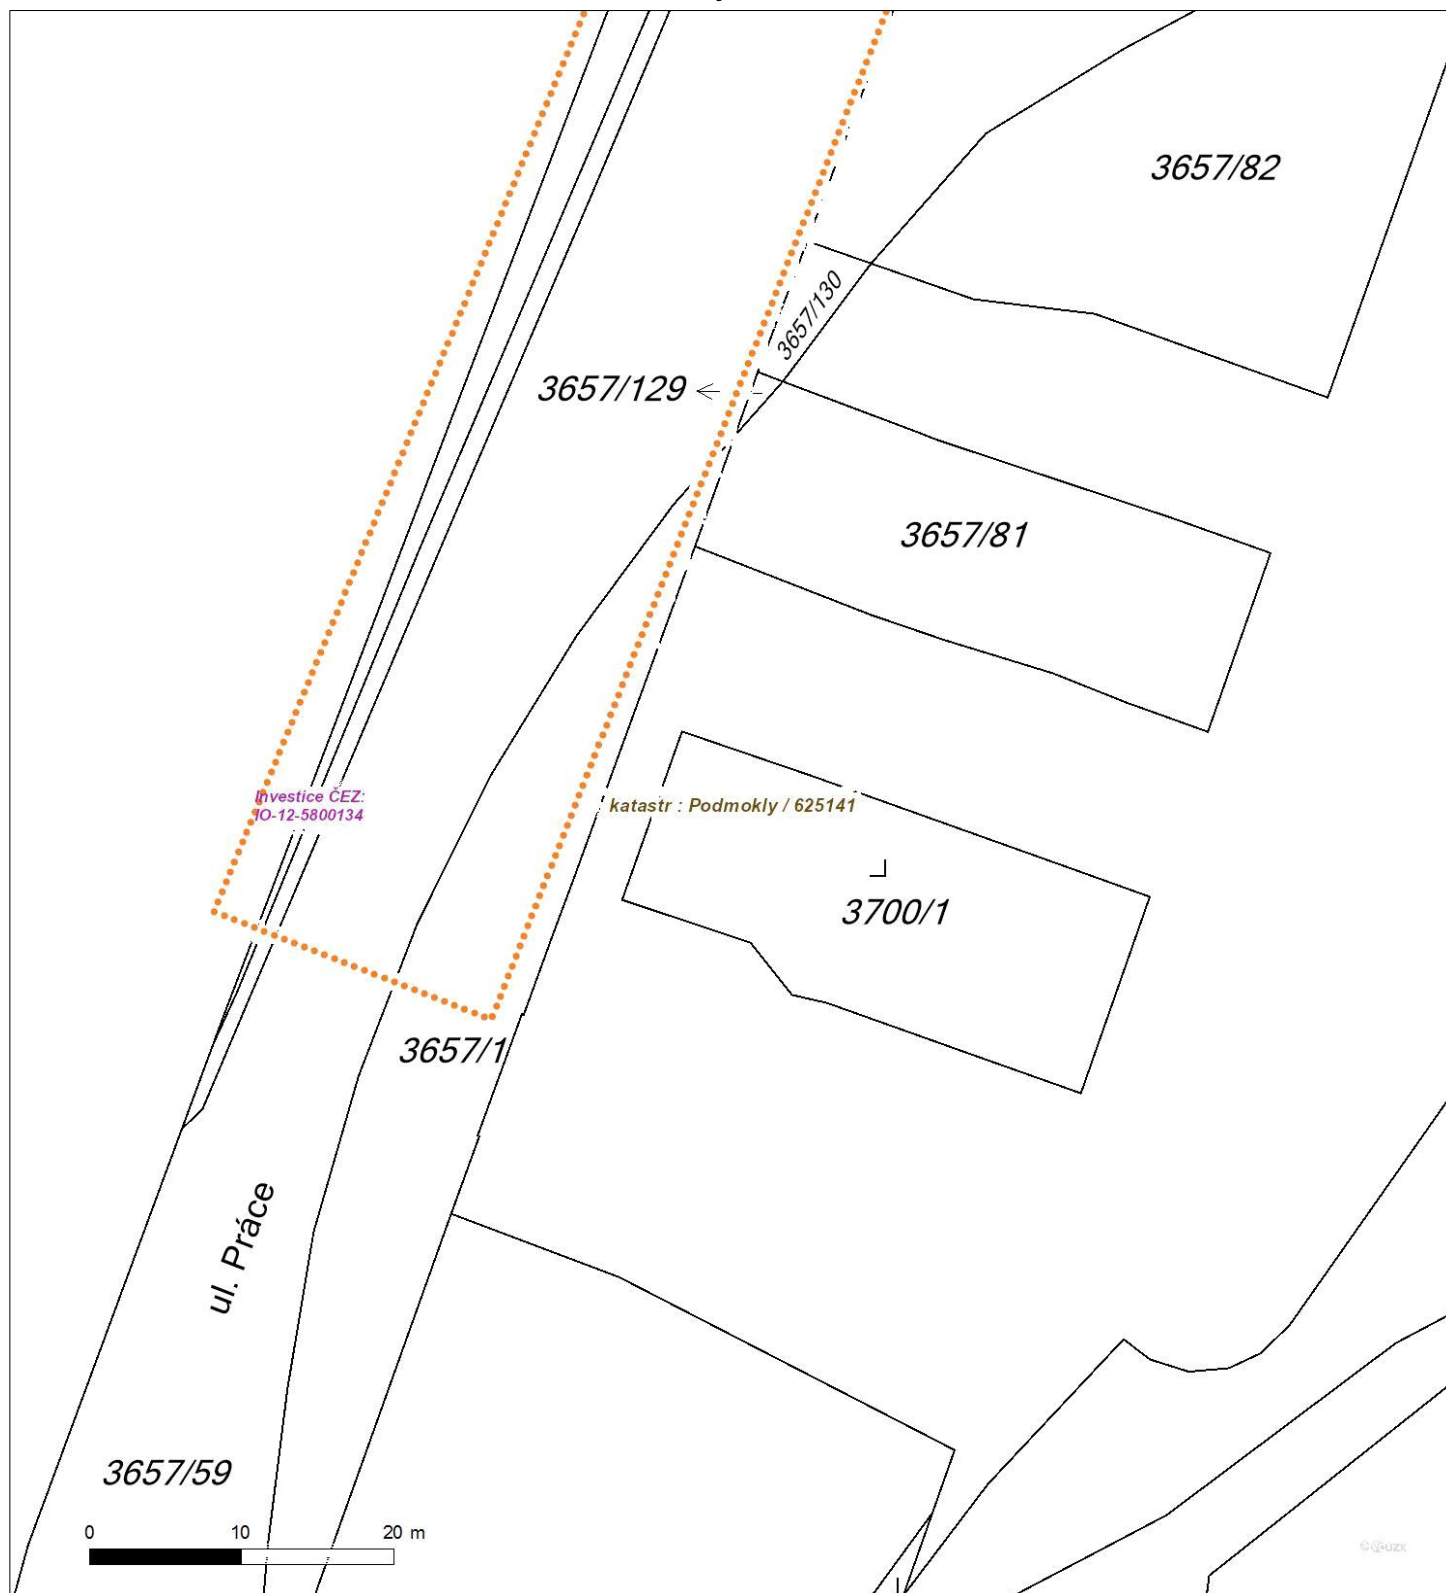 3657/82
3657/130
3657/129
3657/81
Investice ČEZ:
IO-12-5800134
katastr : Podmokly / 625141
3700/1
3657/1
ul. Práce
3657/59
0 10 20 m